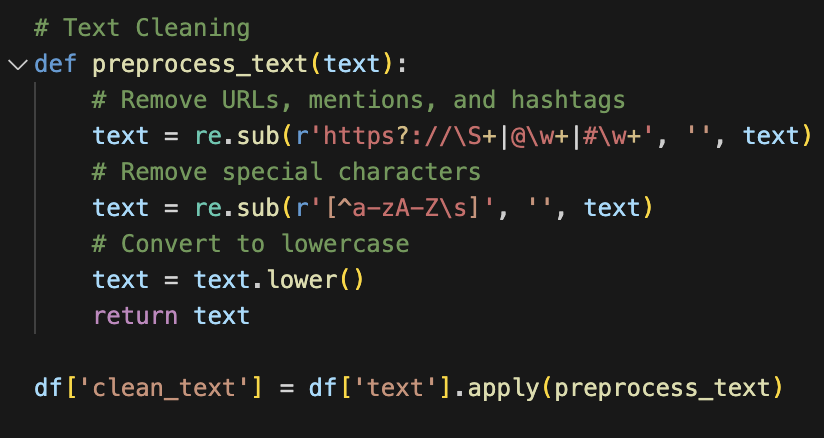 # Text Cleaning
def preprocess_text(text):
    # Remove URLs, mentions, and hashtags
    text = re.sub(r'https?://\S+|@\w+|#\w+', '', text)
    # Remove special characters
    text = re.sub(r'[^a-zA-Z\s]', '', text)
    # Convert to lowercase
    text = text.lower()
    return text

df['clean_text'] = df['text'].apply(preprocess_text)